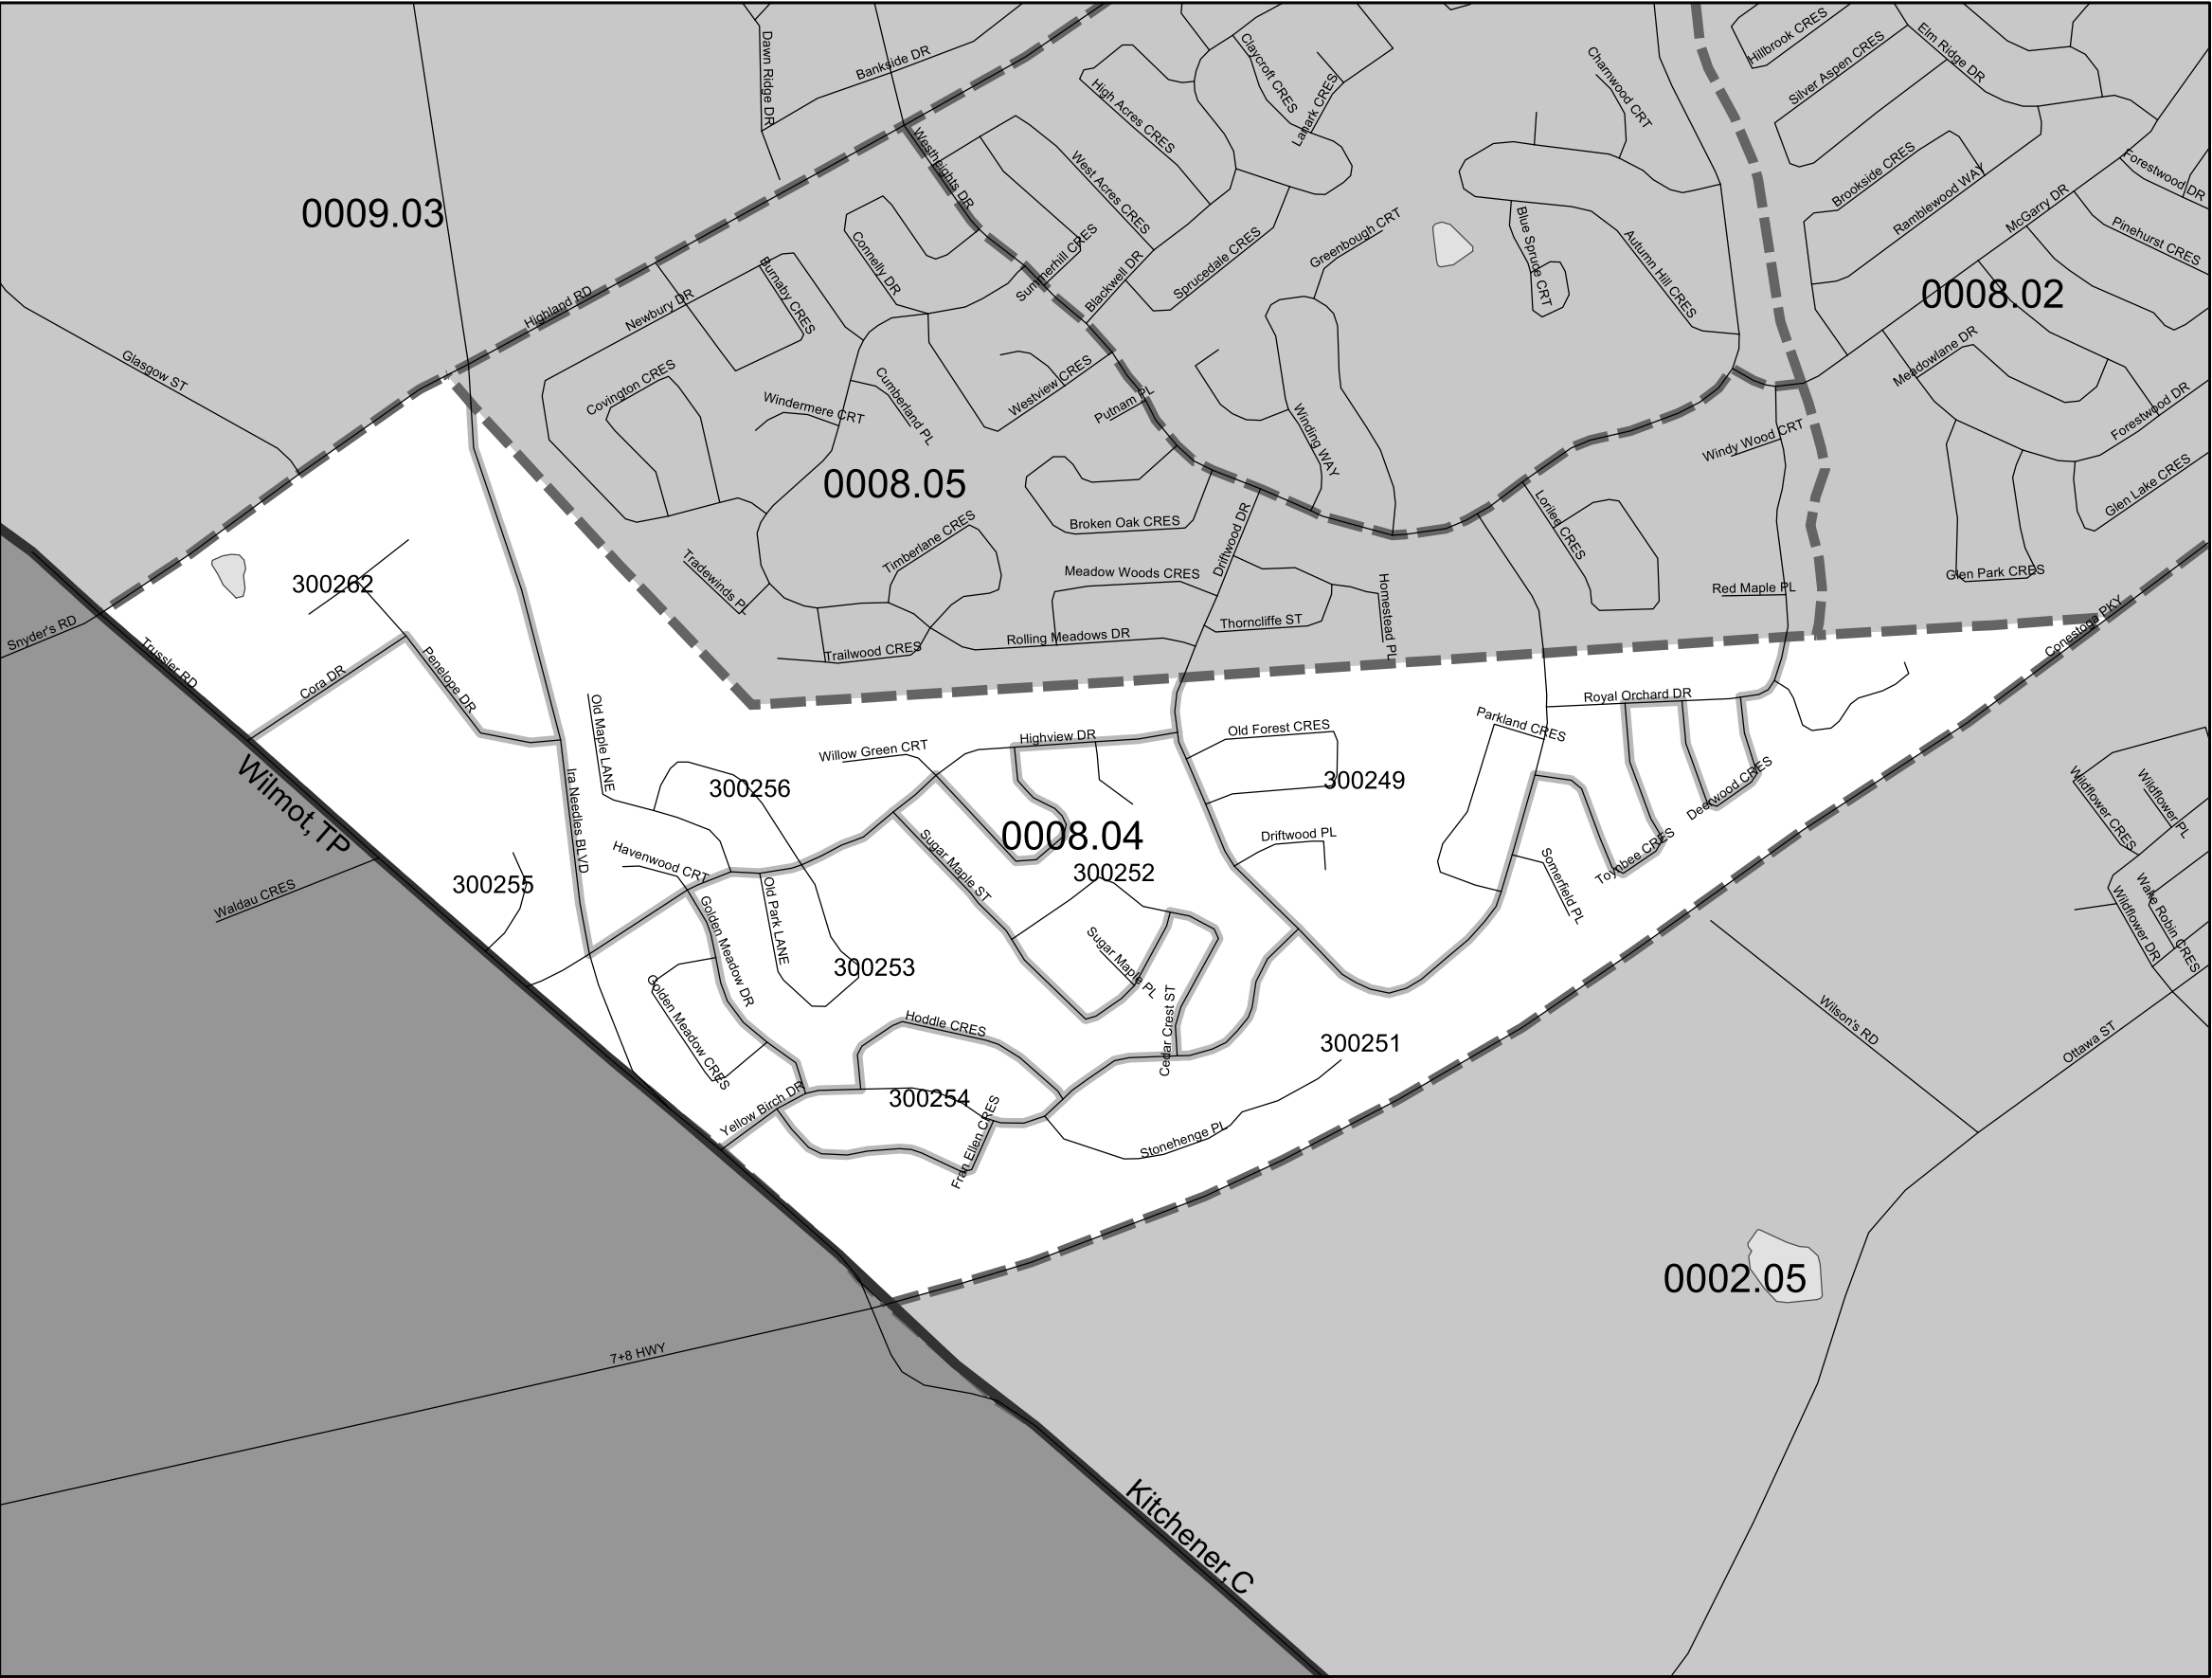 Dawn Ridge DR
Bankside DR
Claycroft CRES
Lanark CRES
Charnwood CRT
Hillbrook CRES
Silver Aspen CRES
Elm Ridge DR
High Acres CRES
West Acres CRES
Westheights DR
Brookside CRES
Ramblewood WAY
Forestwood DR
McGarry DR
Pinehurst CRES
0009.03
Connelly DR
Summerhill CRES
Blackwell DR
Sprucedale CRES
Greenbough CRT
Blue Spruce CRT
Autumn Hill CRES
0008.02
Highland RD
Newbury DR
Burnaby CRES
Glasgow ST
Covington CRES
Windermere CRT
Cumberland PL
Westview CRES
Putnam PL
Winding WAY
Windy Wood CRT
Meadowlane DR
Forestwood DR
Glen Lake CRES
0008.05
Broken Oak CRES
Driftwood DR
Lorilee CRES
Timberlane CRES
Tradewinds PL
Meadow Woods CRES
Homestead PL
Red Maple PL
Glen Park CRES
300262
Thorncliffe ST
Rolling Meadows DR
Trailwood CRES
Snyder's RD
Trussler RD
Conestoga PKY
Cora DR
Penelope DR
Old Maple LANE
Royal Orchard DR
Parkland CRES
Old Forest CRES
Highview DR
Willow Green CRT
300256
300249
Wilmot, TP
Ira Needles BLVD
Deerwood CRES
Wildflower CRES
Wildflower PL
0008.04
Driftwood PL
Toynbee CRES
Somerfield PL
Havenwood CRT
Sugar Maple ST
300252
300255
Waldau CRES
Old Park LANE
Golden Meadow DR
Sugar Maple PL
Wake Robin CRES
Wildflower DR
300253
Golden Meadow CRES
Hoddle CRES
Cedar Crest ST
300251
Wilson's RD
Ottawa ST
300254
Yellow Birch DR
Fran Ellen CRES
Stonehenge PL
0002.05
7+8 HWY
Kitchener, C